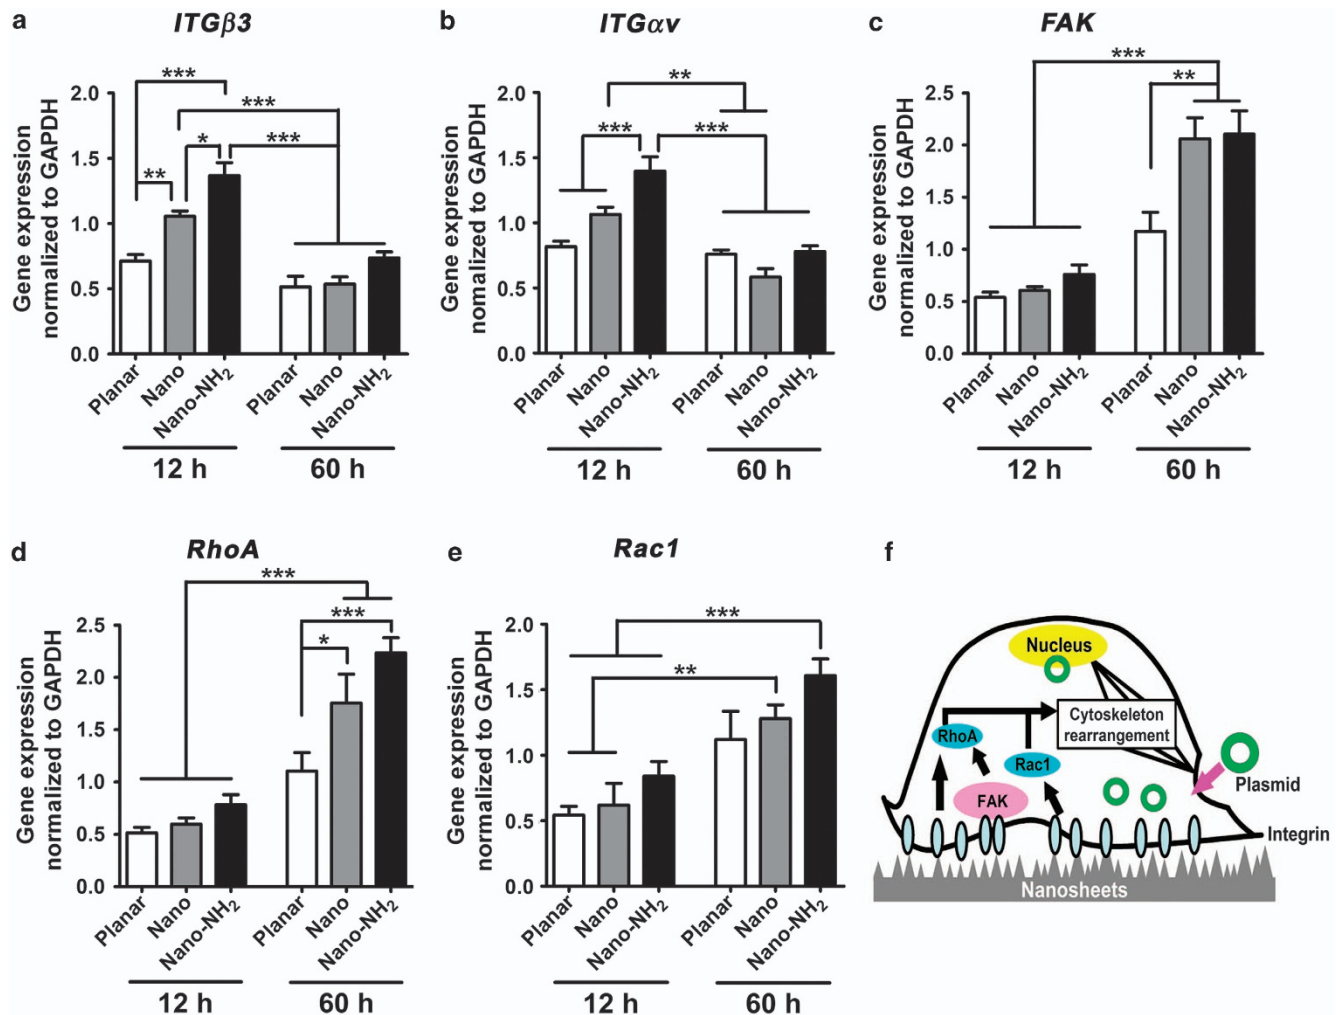 a
ITGβ3
Gene expression
normalized to GAPDH
2.0
1.5
1.0
0.5
0.0
***
***
**
*
***
Planar
Nano
Nano-NH₂
Planar
Nano
Nano-NH₂
12 h
60 h
b
ITGαv
Gene expression
normalized to GAPDH
2.0
1.5
1.0
0.5
0.0
**
***
***
Planar
Nano
Nano-NH₂
Planar
Nano
Nano-NH₂
12 h
60 h
c
FAK
Gene expression
normalized to GAPDH
2.5
2.0
1.5
1.0
0.5
0.0
***
**
Planar
Nano
Nano-NH₂
Planar
Nano
Nano-NH₂
12 h
60 h
d
RhoA
Gene expression
normalized to GAPDH
2.5
2.0
1.5
1.0
0.5
0.0
***
***
*
Planar
Nano
Nano-NH₂
Planar
Nano
Nano-NH₂
12 h
60 h
e
Rac1
Gene expression
normalized to GAPDH
2.0
1.5
1.0
0.5
0.0
***
**
Planar
Nano
Nano-NH₂
Planar
Nano
Nano-NH₂
12 h
60 h
f
Nucleus
Cytoskeleton
rearrangement
RhoA
Rac1
FAK
Plasmid
Integrin
Nanosheets